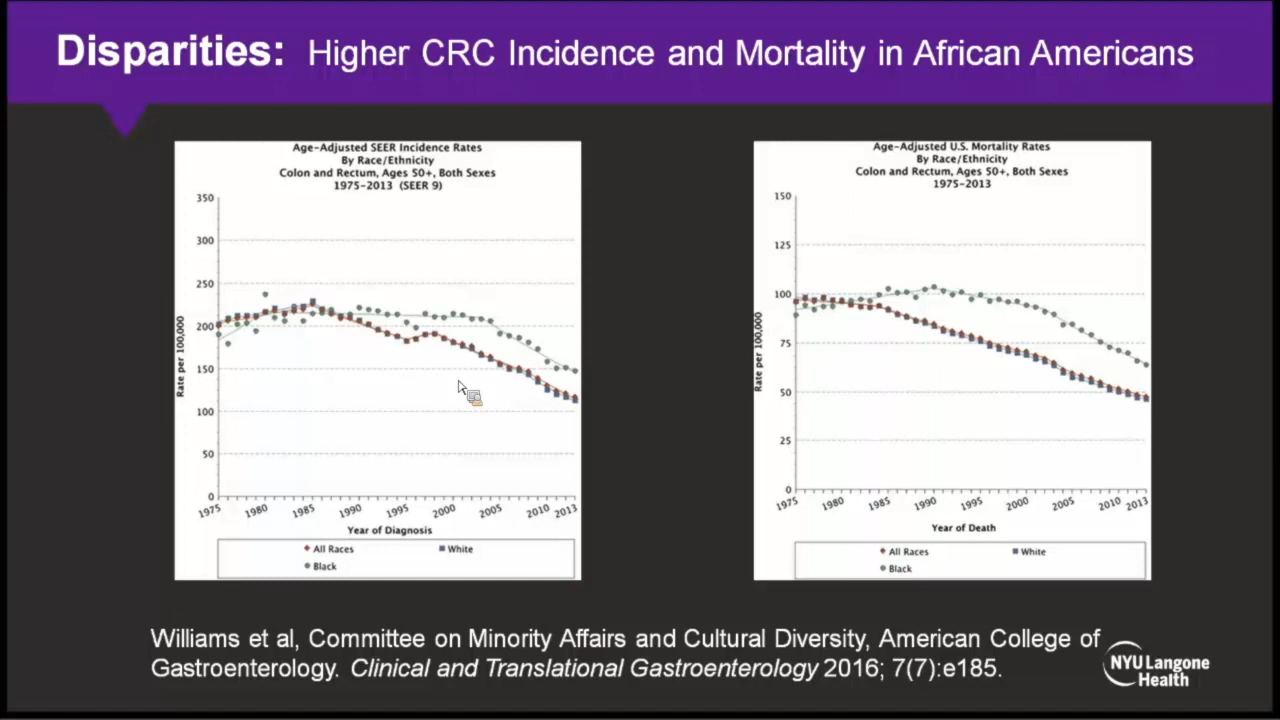 Disparities: Higher CRC Incidence and Mortality in African Americans
Age-Adjusted SEER Incidence Rates
By Race/Ethnicity
Colon and Rectum, Ages 50+, Both Sexes
1975-2013 (SEER 9)
350
300
250
200
150
100
50
0
Rate per 100,000
1975 1980 1985 1990 1995 2000 2005 2010 2013
Year of Diagnosis
All Races White
Black
Age-Adjusted U.S. Mortality Rates
By Race/Ethnicity
Colon and Rectum, Ages 50+, Both Sexes
1975-2013
150
125
100
75
50
25
0
Rate per 100,000
1975 1980 1985 1990 1995 2000 2005 2010 2013
Year of Death
All Races White
Black
Williams et al, Committee on Minority Affairs and Cultural Diversity, American College of
Gastroenterology. Clinical and Translational Gastroenterology 2016; 7(7):e185.
NYU Langone
Health